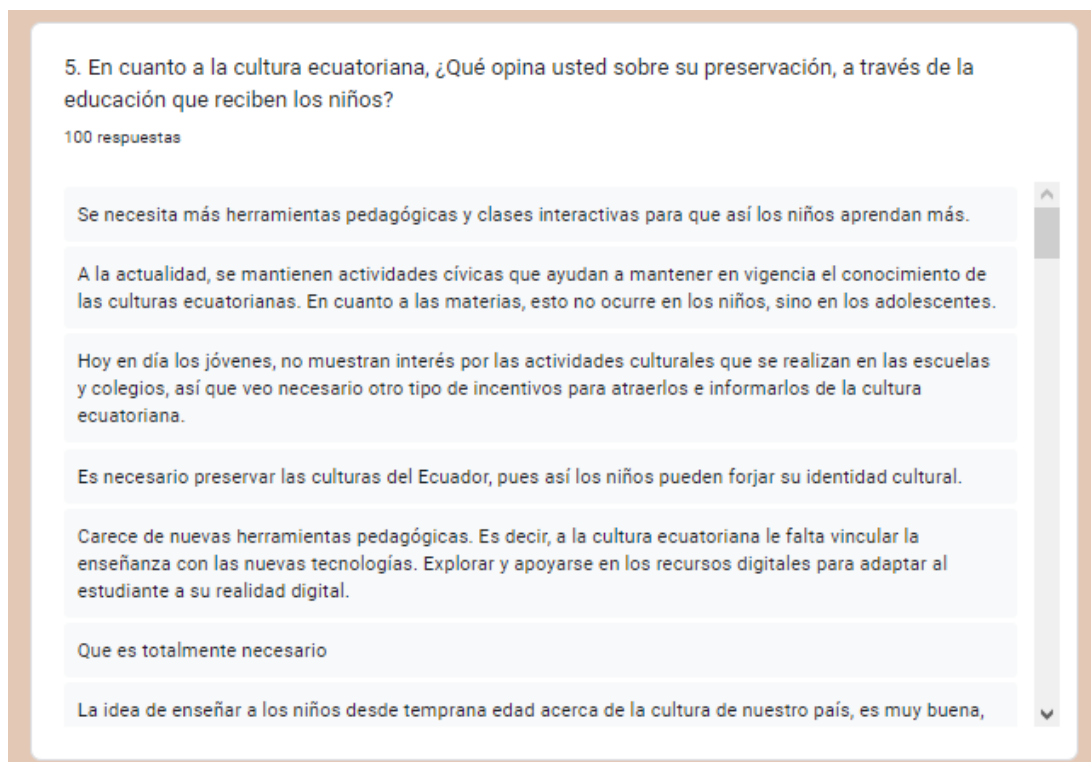 5. En cuanto a la cultura ecuatoriana, ¿Qué opina usted sobre su preservación, a través de la
educación que reciben los niños?
100 respuestas
Se necesita más herramientas pedagógicas y clases interactivas para que así los niños aprendan más.
A la actualidad, se mantienen actividades cívicas que ayudan a mantener en vigencia el conocimiento de
las culturas ecuatorianas. En cuanto a las materias, esto no ocurre en los niños, sino en los adolescentes.
Hoy en día los jóvenes, no muestran interés por las actividades culturales que se realizan en las escuelas
y colegios, así que veo necesario otro tipo de incentivos para atraerlos e informarlos de la cultura
ecuatoriana.
Es necesario preservar las culturas del Ecuador, pues así los niños pueden forjar su identidad cultural.
Carece de nuevas herramientas pedagógicas. Es decir, a la cultura ecuatoriana le falta vincular la
enseñanza con las nuevas tecnologías. Explorar y apoyarse en los recursos digitales para adaptar al
estudiante a su realidad digital.
Que es totalmente necesario
La idea de enseñar a los niños desde temprana edad acerca de la cultura de nuestro país, es muy buena,